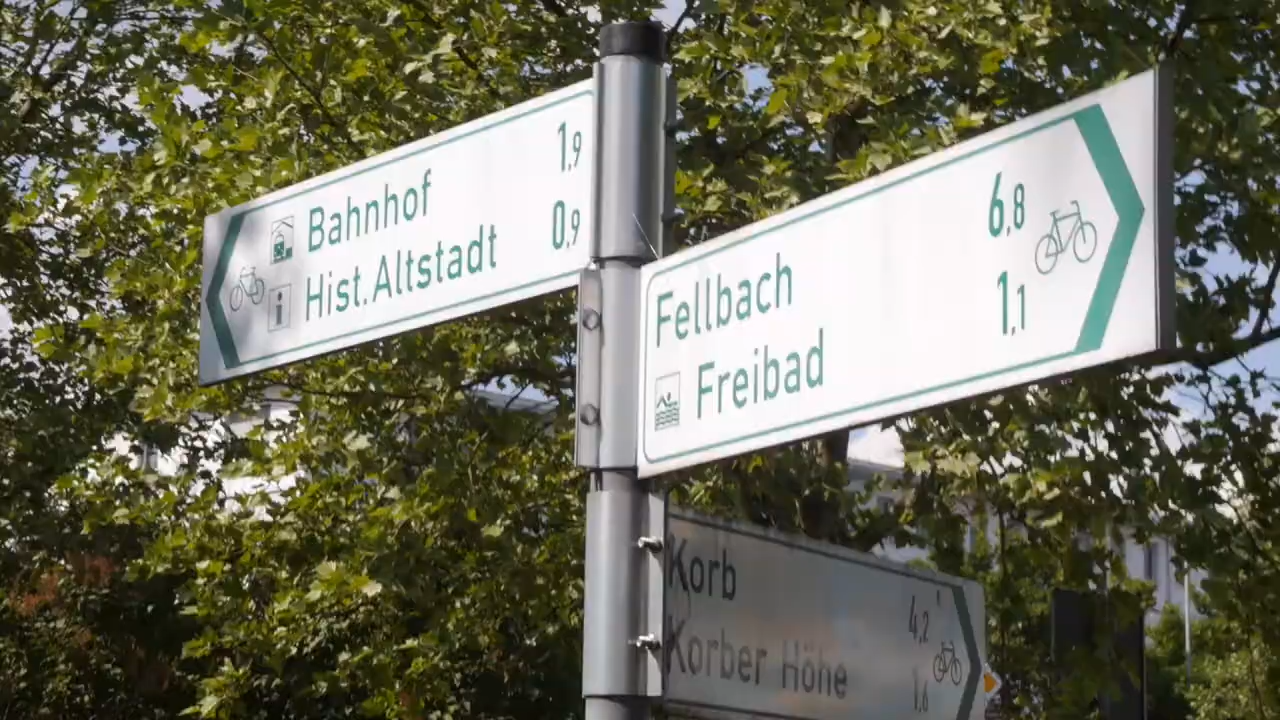 Bahnhof 1,9
i Hist. Altstadt 0,9
Fellbach 6,8
Freibad 1,1
Korb 4,2
Korber Höhe 1,6